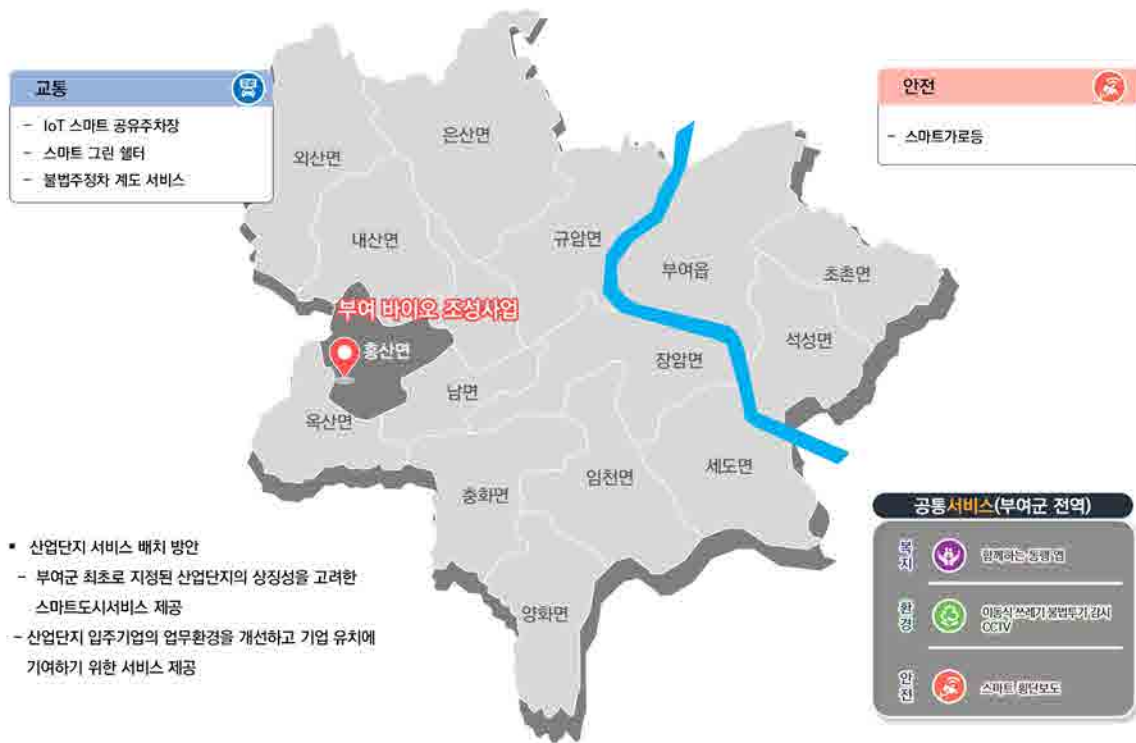 교통
- IoT 스마트 공유주차장
- 스마트 그린 쉘터
- 불법주정차 계도 서비스
안전
- 스마트가로등
은산면
외산면
내산면
규암면
부여읍
초촌면
부여 바이오 조성사업
홍산면
석성면
장암면
남면
옥산면
세도면
임천면
충화면
양화면
▪ 산업단지 서비스 배치 방안
- 부여군 최초로 지정된 산업단지의 상징성을 고려한
스마트도시서비스 제공
- 산업단지 입주기업의 업무환경을 개선하고 기업 유치에
기여하기 위한 서비스 제공
공통서비스(부여군 전역)
복지
함께하는 동행 앱
환경
이동식 쓰레기 불법투기 감시
CCTV
안전
스마트 횡단보도